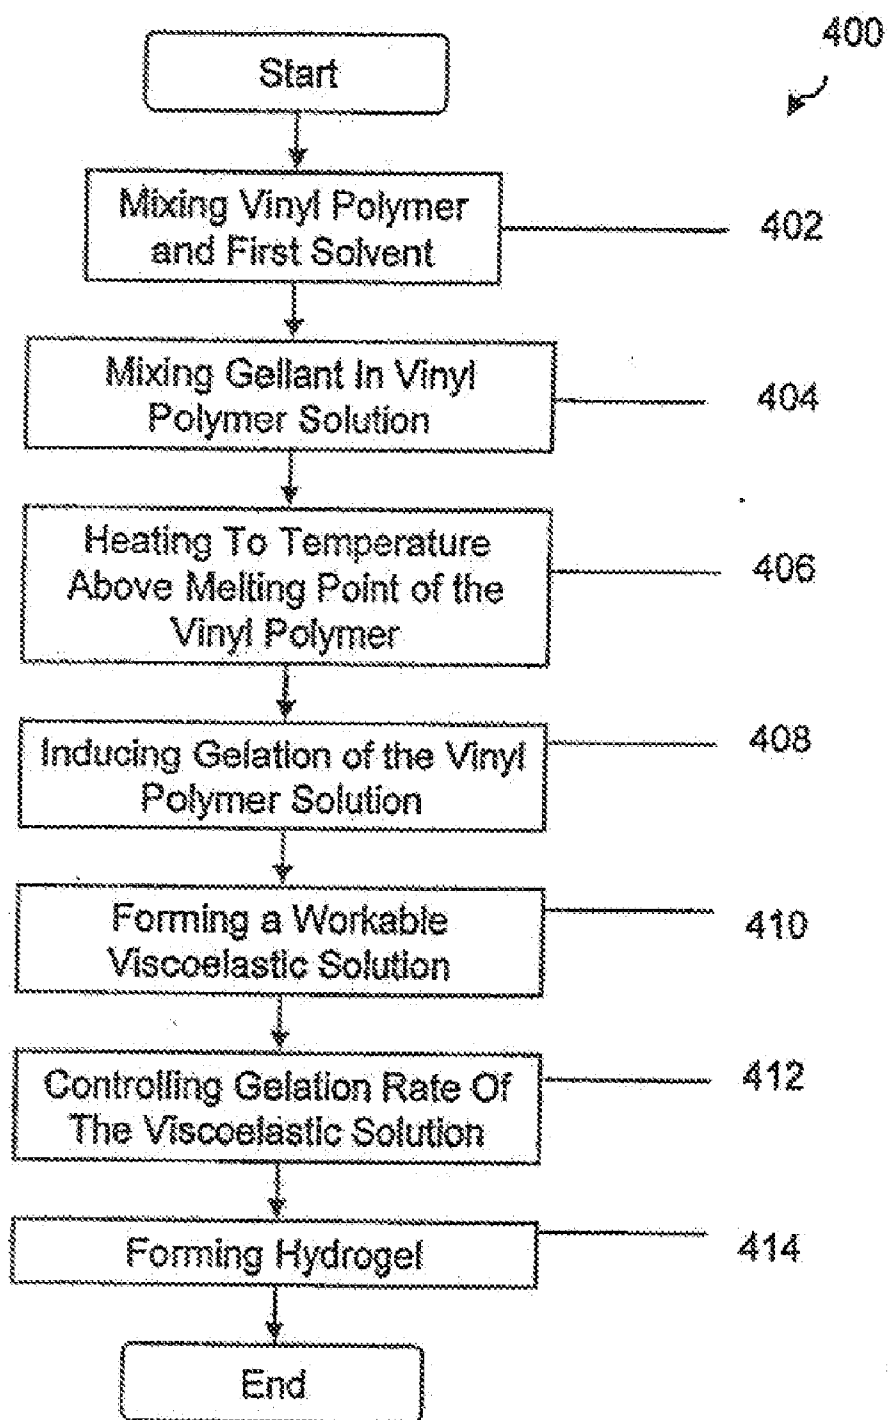 400
Start
Mixing Vinyl Polymer
and First Solvent
402
Mixing Gellant In Vinyl
Polymer Solution
404
Heating To Temperature
Above Melting Point of the
Vinyl Polymer
406
Inducing Gelation of the Vinyl
Polymer Solution
408
Forming a Workable
Viscoelastic Solution
410
Controlling Gelation Rate Of
The Viscoelastic Solution
412
Forming Hydrogel
414
End